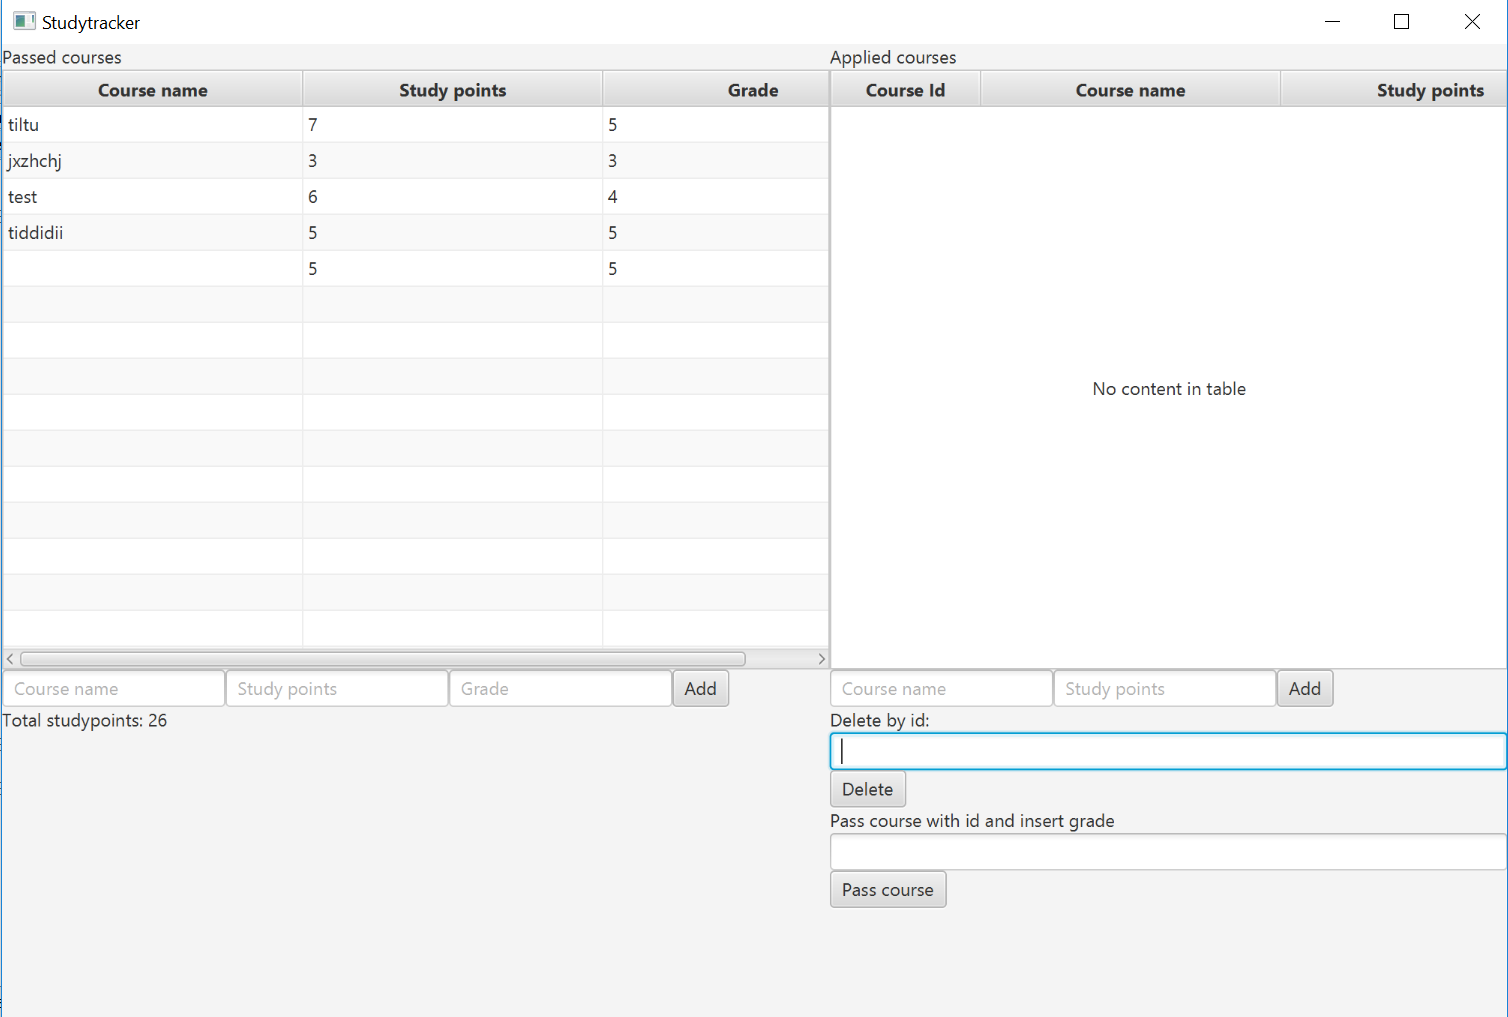 Studytracker
Passed courses
Course name Study points Grade
tiltu 7 5
jxzhchj 3 3
test 6 4
tiddidii 5 5
5 5
Course name Study points Grade Add
Total studypoints: 26
Applied courses
Course Id Course name Study points
No content in table
Course name Study points Add
Delete by id:
Delete
Pass course with id and insert grade
Pass course